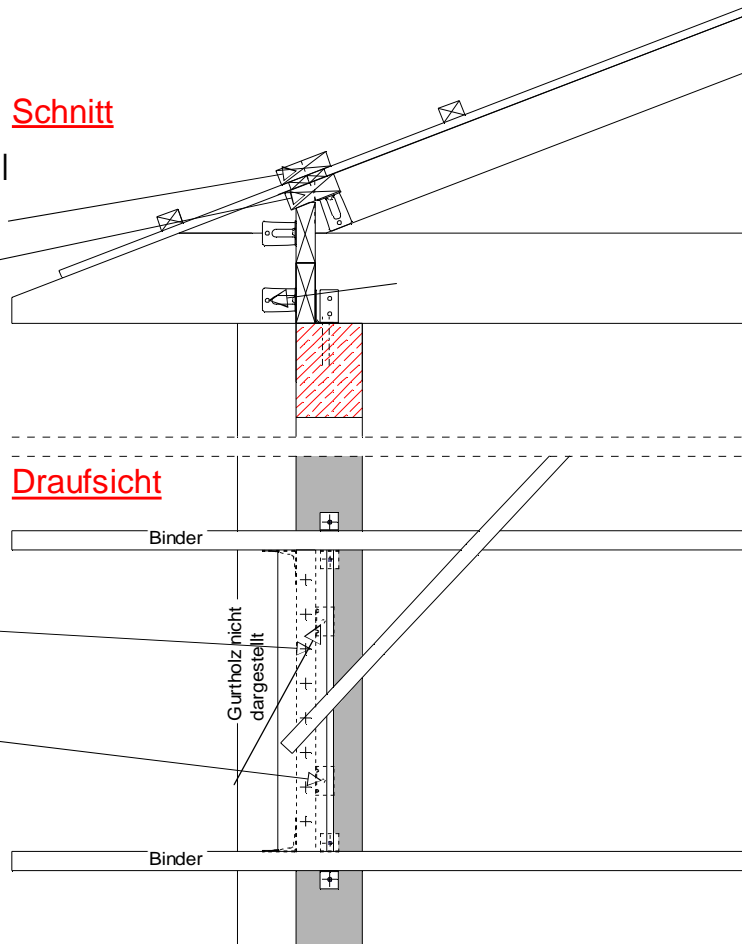 Schnitt
l
Draufsicht
Binder
Gurtholz nicht
dargestellt
Binder